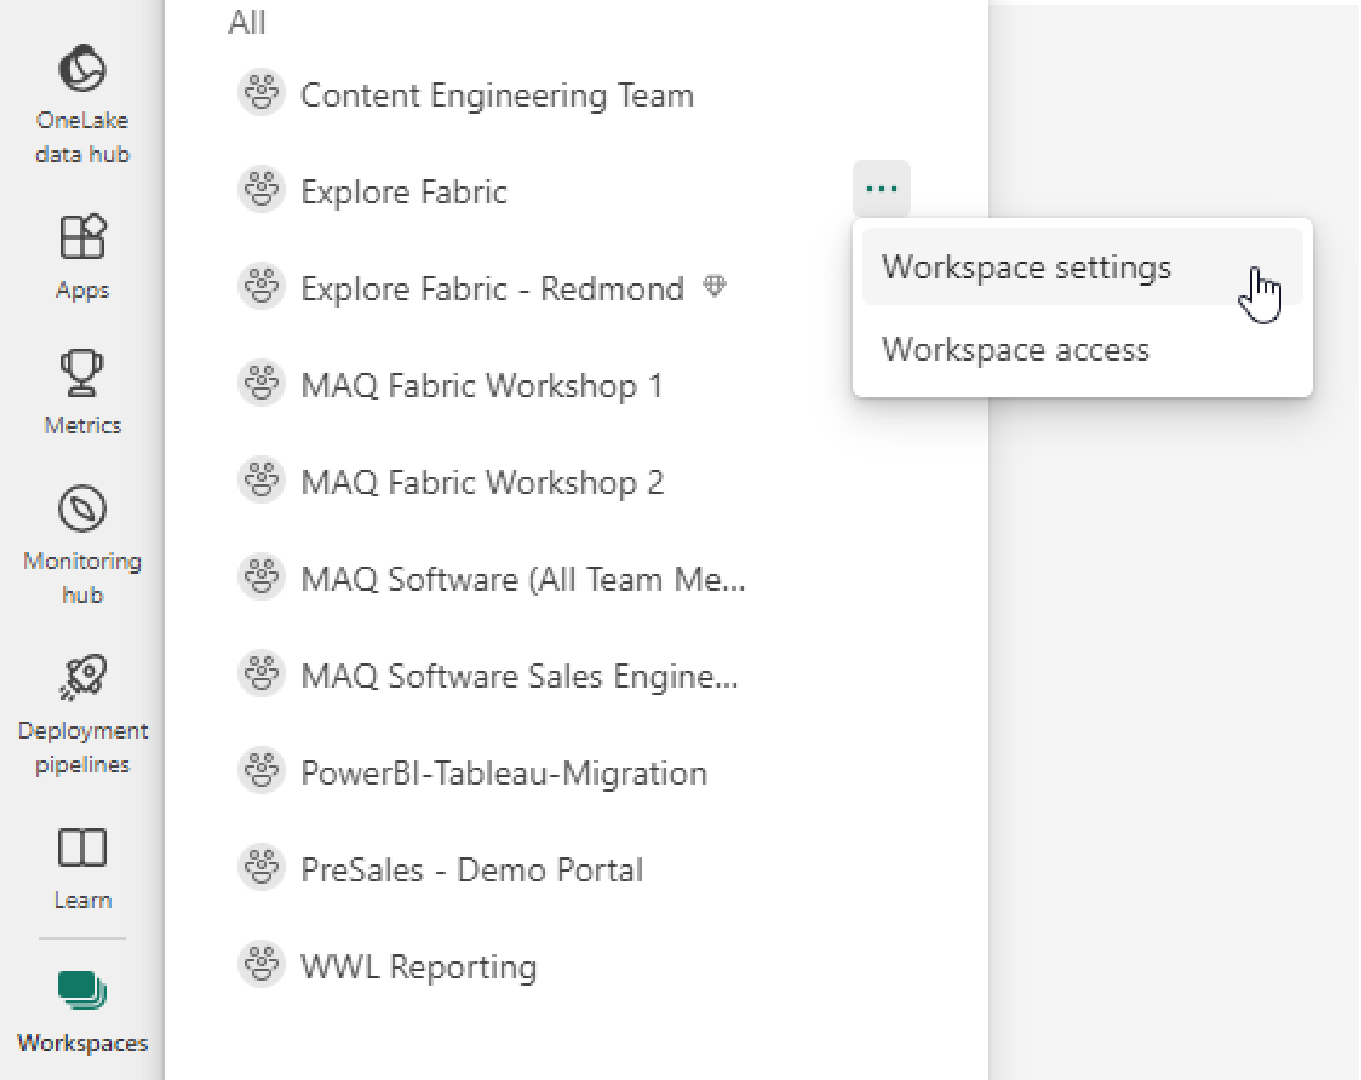 OneLake
data hub
Apps
Metrics
Monitoring
hub
Deployment
pipelines
Learn
Workspaces
All
Content Engineering Team
Explore Fabric
Explore Fabric - Redmond
MAQ Fabric Workshop 1
MAQ Fabric Workshop 2
MAQ Software (All Team Me...
MAQ Software Sales Engine...
PowerBI-Tableau-Migration
PreSales - Demo Portal
WWL Reporting
Workspace settings
Workspace access